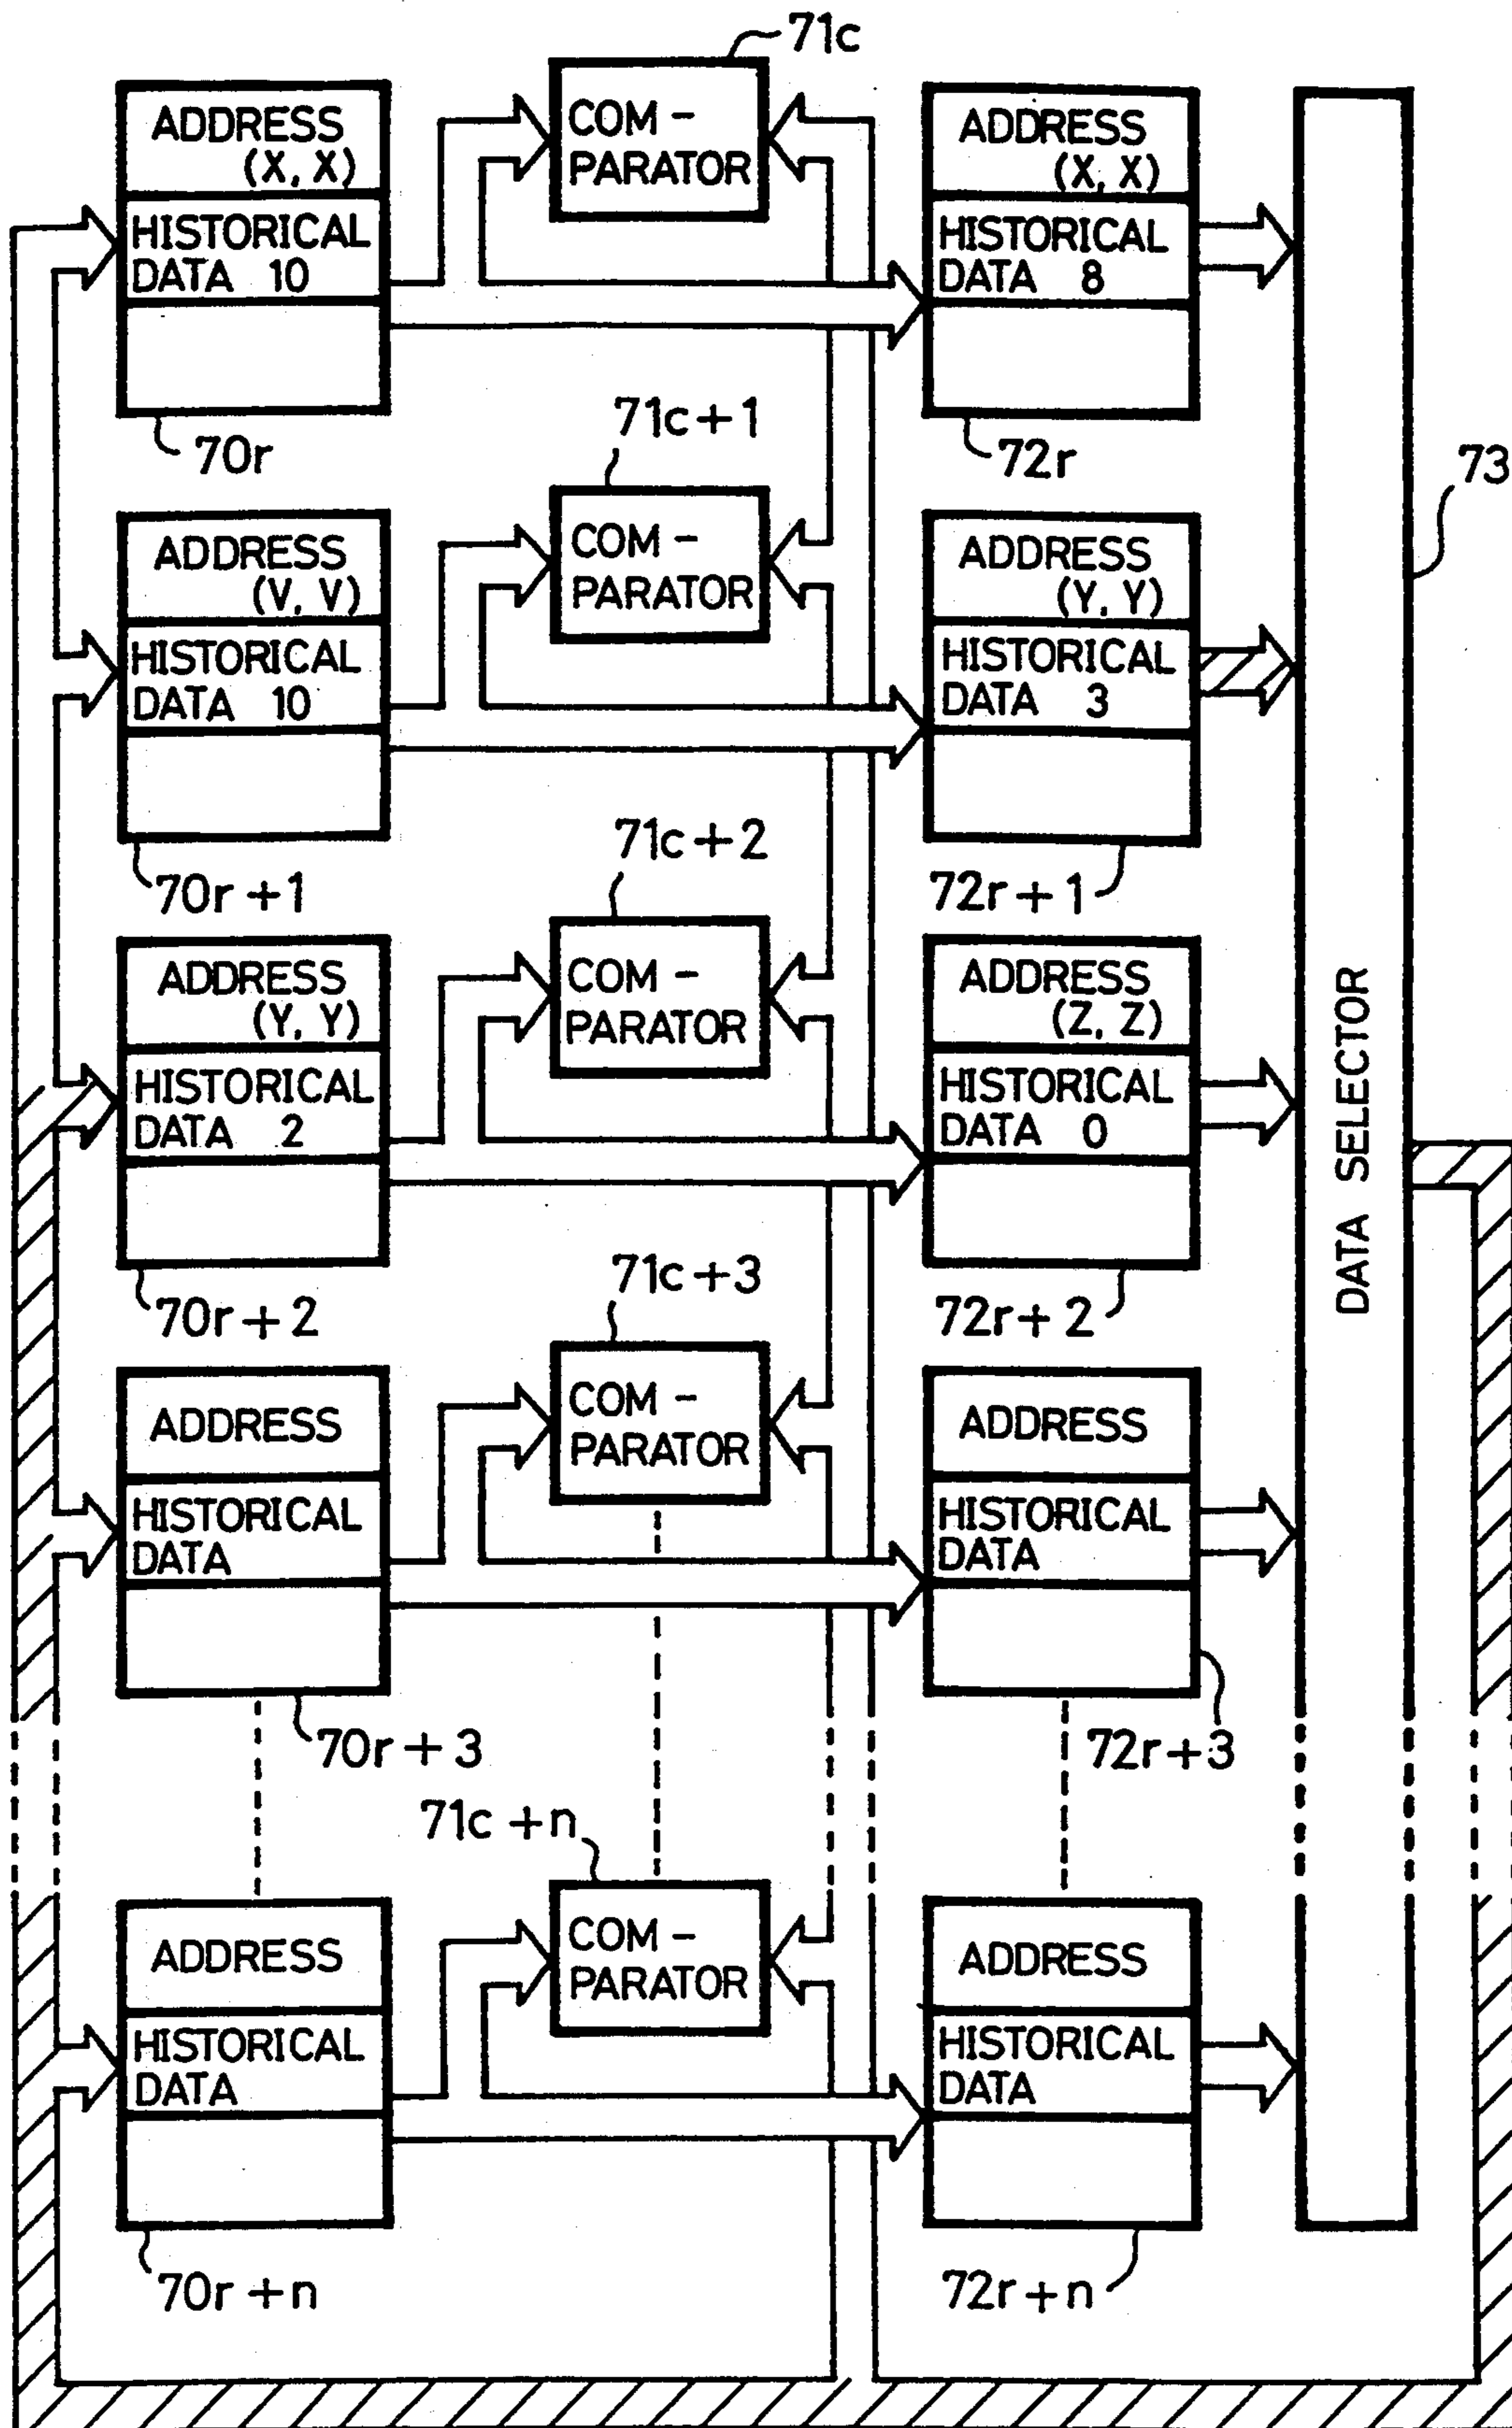 71c
ADDRESS
(X, X)
HISTORICAL
DATA 10
70r
COM -
PARATOR
ADDRESS
(X, X)
HISTORICAL
DATA 8
72r
73
71c+1
ADDRESS
(V, V)
HISTORICAL
DATA 10
70r+1
COM -
PARATOR
ADDRESS
(Y, Y)
HISTORICAL
DATA 3
72r+1
71c+2
ADDRESS
(Y, Y)
HISTORICAL
DATA 2
70r+2
COM -
PARATOR
ADDRESS
(Z, Z)
HISTORICAL
DATA 0
72r+2
DATA SELECTOR
71c+3
ADDRESS
HISTORICAL
DATA
70r+3
COM -
PARATOR
ADDRESS
HISTORICAL
DATA
72r+3
71c +n
ADDRESS
HISTORICAL
DATA
70r+n
COM -
PARATOR
ADDRESS
HISTORICAL
DATA
72r+n